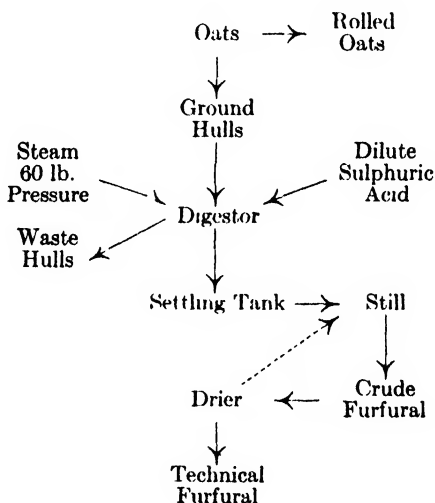 Oats
Rolled
Oats
Ground
Hulls
Steam
60 lb.
Pressure
Dilute
Sulphuric
Acid
Digestor
Waste
Hulls
Settling Tank
Still
Drier
Crude
Furfural
Technical
Furfural